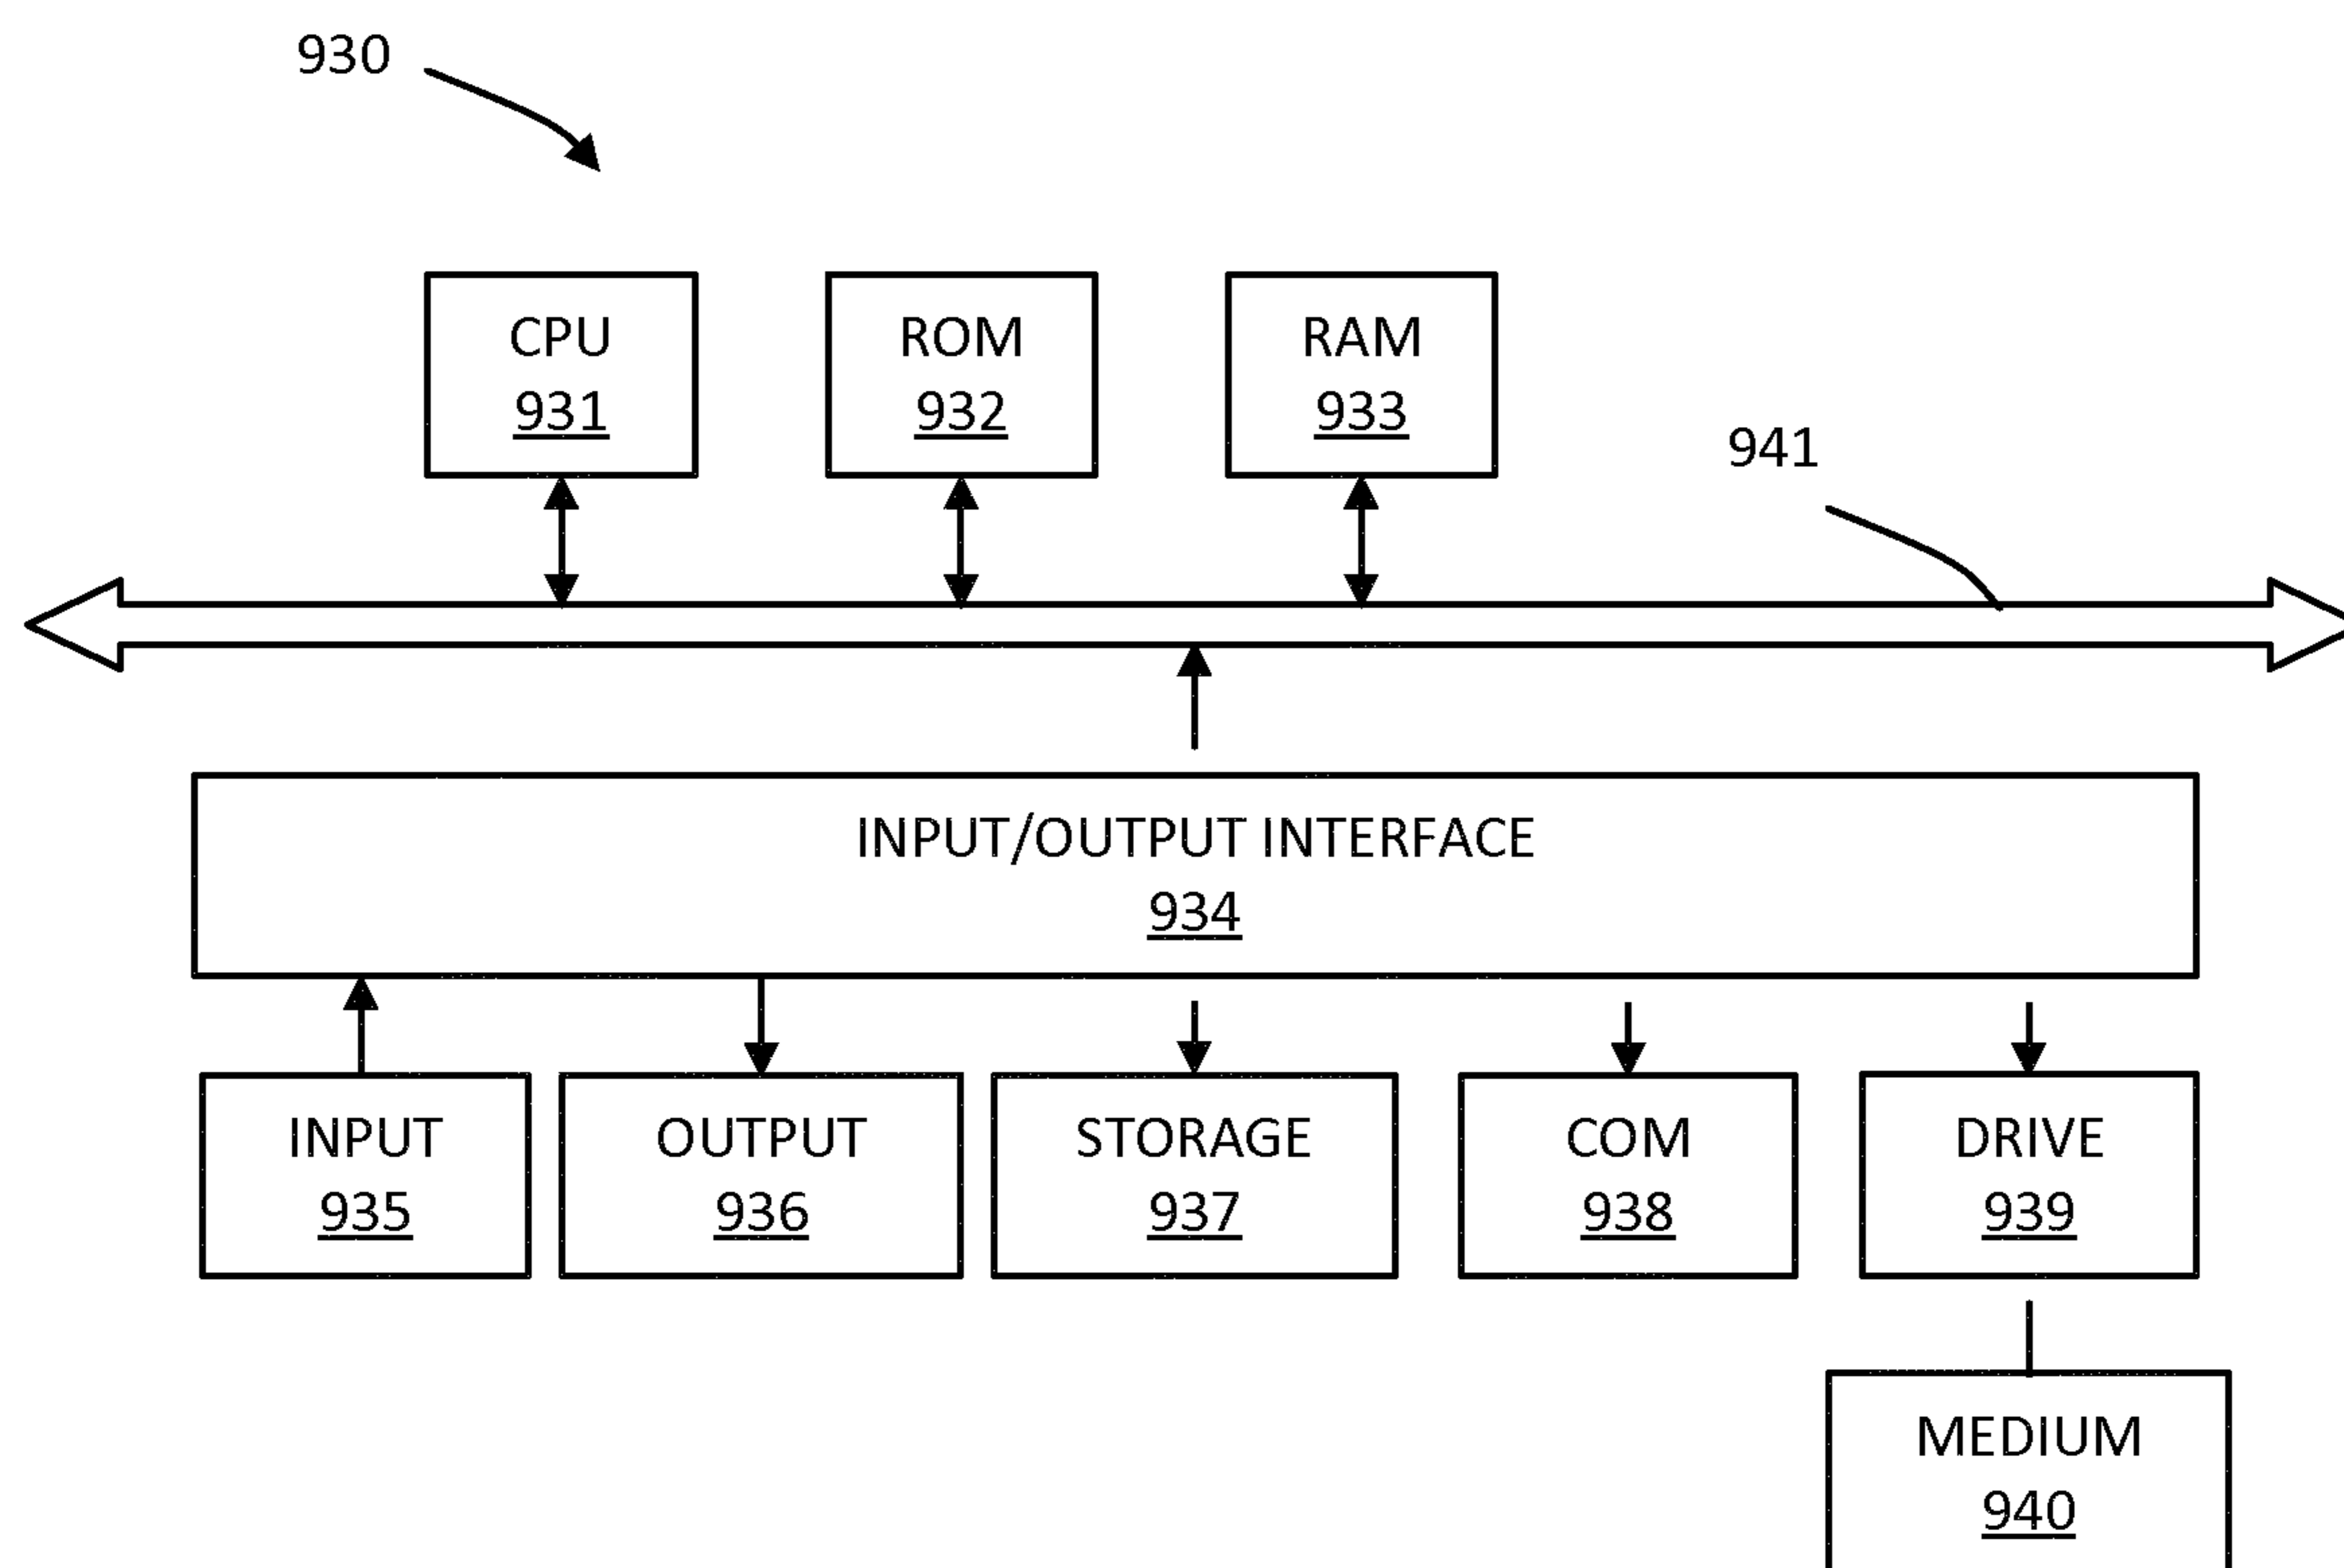 930
CPU
931
ROM
932
RAM
933
941
INPUT/OUTPUT INTERFACE
934
INPUT
935
OUTPUT
936
STORAGE
937
COM
938
DRIVE
939
MEDIUM
940